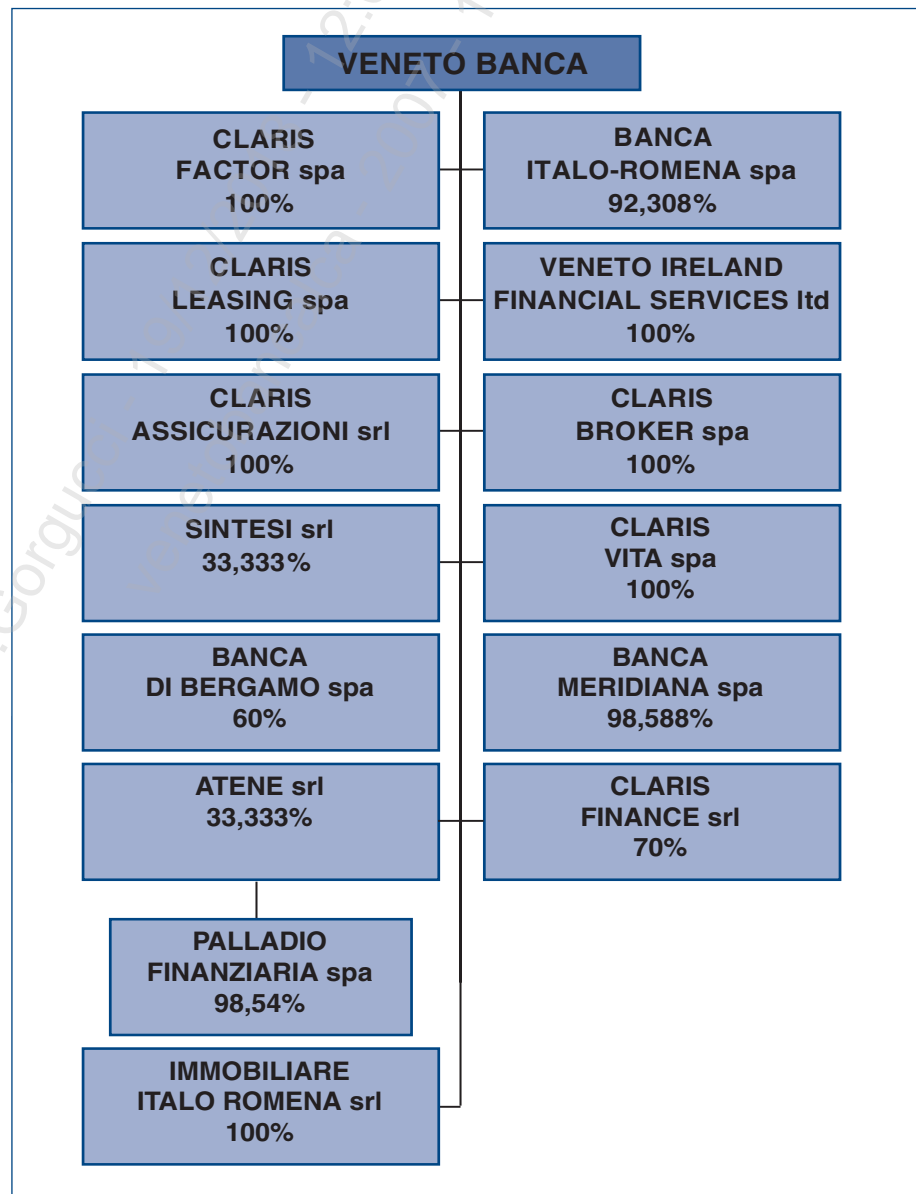 VENETO BANCA
CLARIS
FACTOR spa
100%
BANCA
ITALO-ROMENA spa
92,308%
CLARIS
LEASING spa
100%
VENETO IRELAND
FINANCIAL SERVICES ltd
100%
CLARIS
ASSICURAZIONI srl
100%
CLARIS
BROKER spa
100%
SINTESI srl
33,333%
CLARIS
VITA spa
100%
BANCA
DI BERGAMO spa
60%
BANCA
MERIDIANA spa
98,588%
ATENE srl
33,333%
CLARIS
FINANCE srl
70%
PALLADIO
FINANZIARIA spa
98,54%
IMMOBILIARE
ITALO ROMENA srl
100%